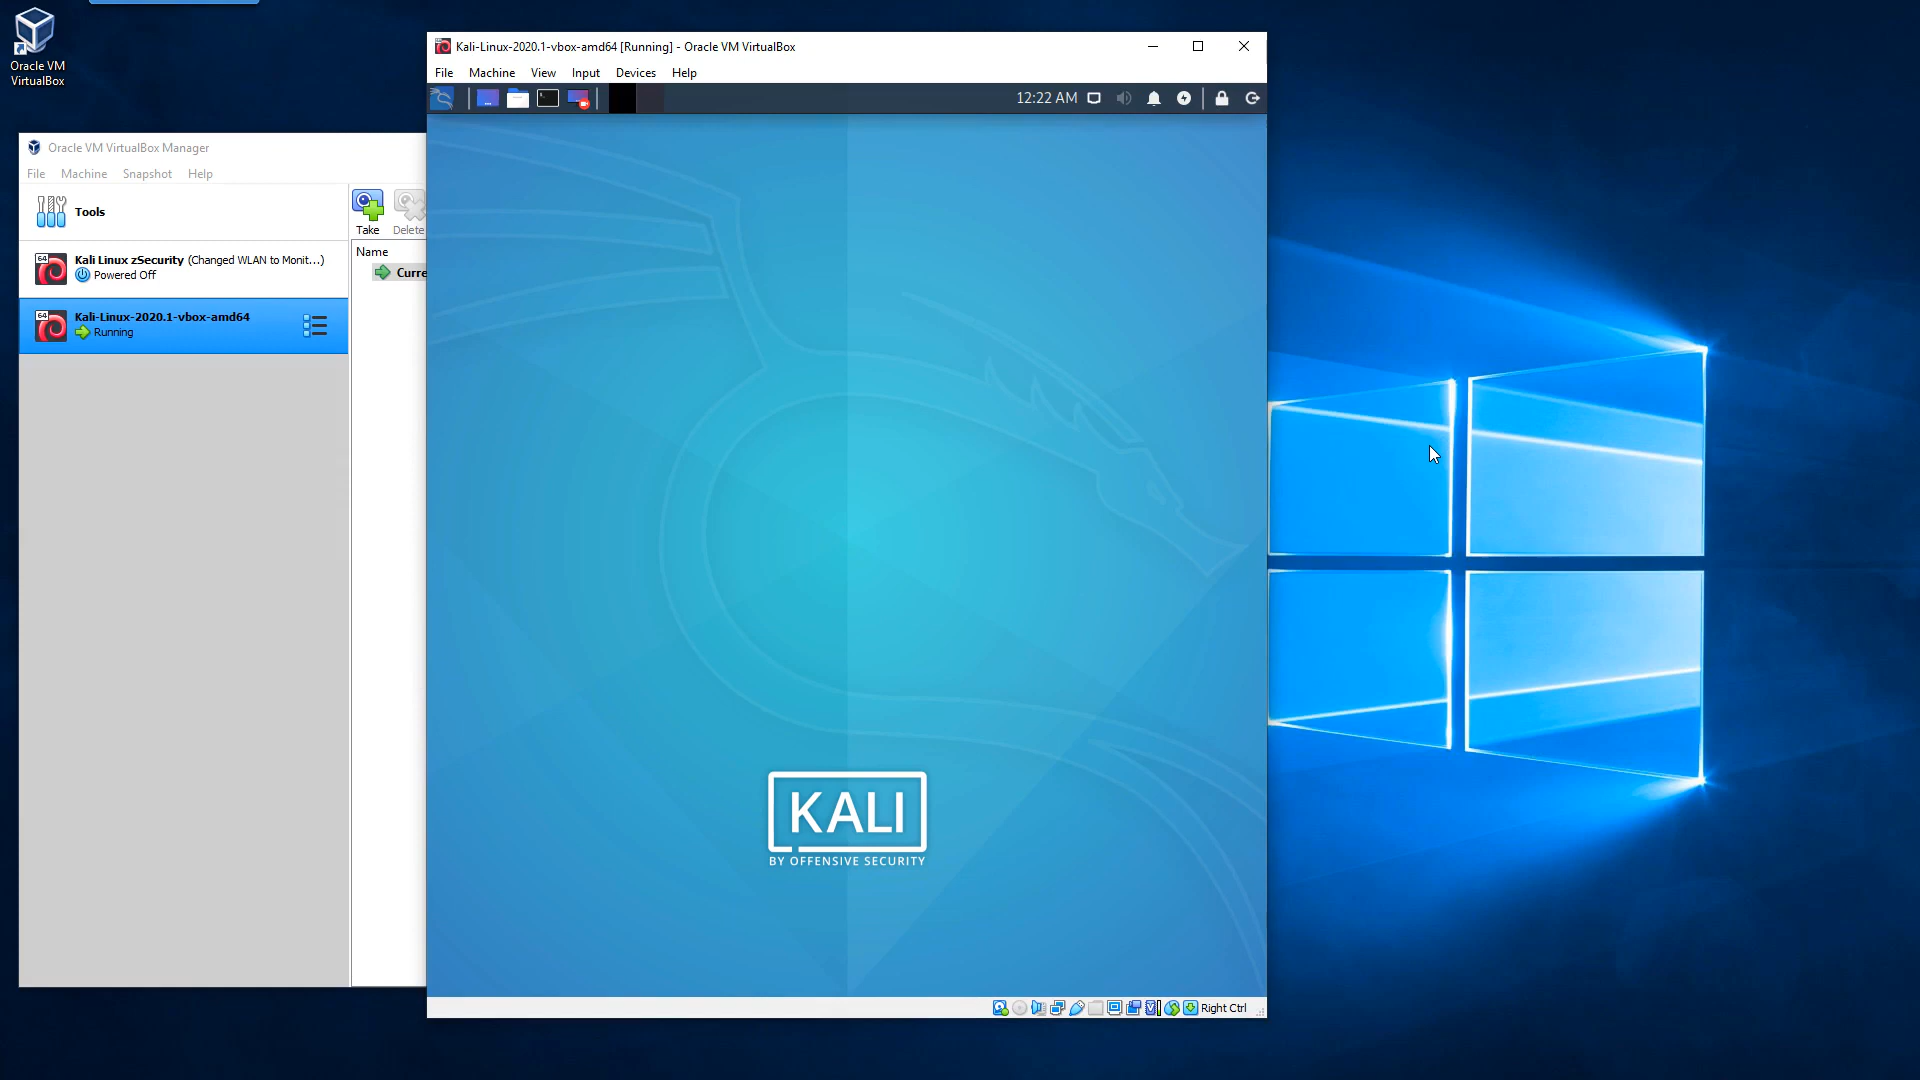 Oracle VM
VirtualBox
Kali-Linux-2020.1-vbox-amd64 [Running] - Oracle VM VirtualBox
File Machine View Input Devices Help
12:22 AM
Oracle VM VirtualBox Manager
File Machine Snapshot Help
Tools
Take Delete
Name
Curre
64
Kali Linux zSecurity (Changed WLAN to Monit...)
Powered Off
64
Kali-Linux-2020.1-vbox-amd64
Running
KALI
BY OFFENSIVE SECURITY
Right Ctrl